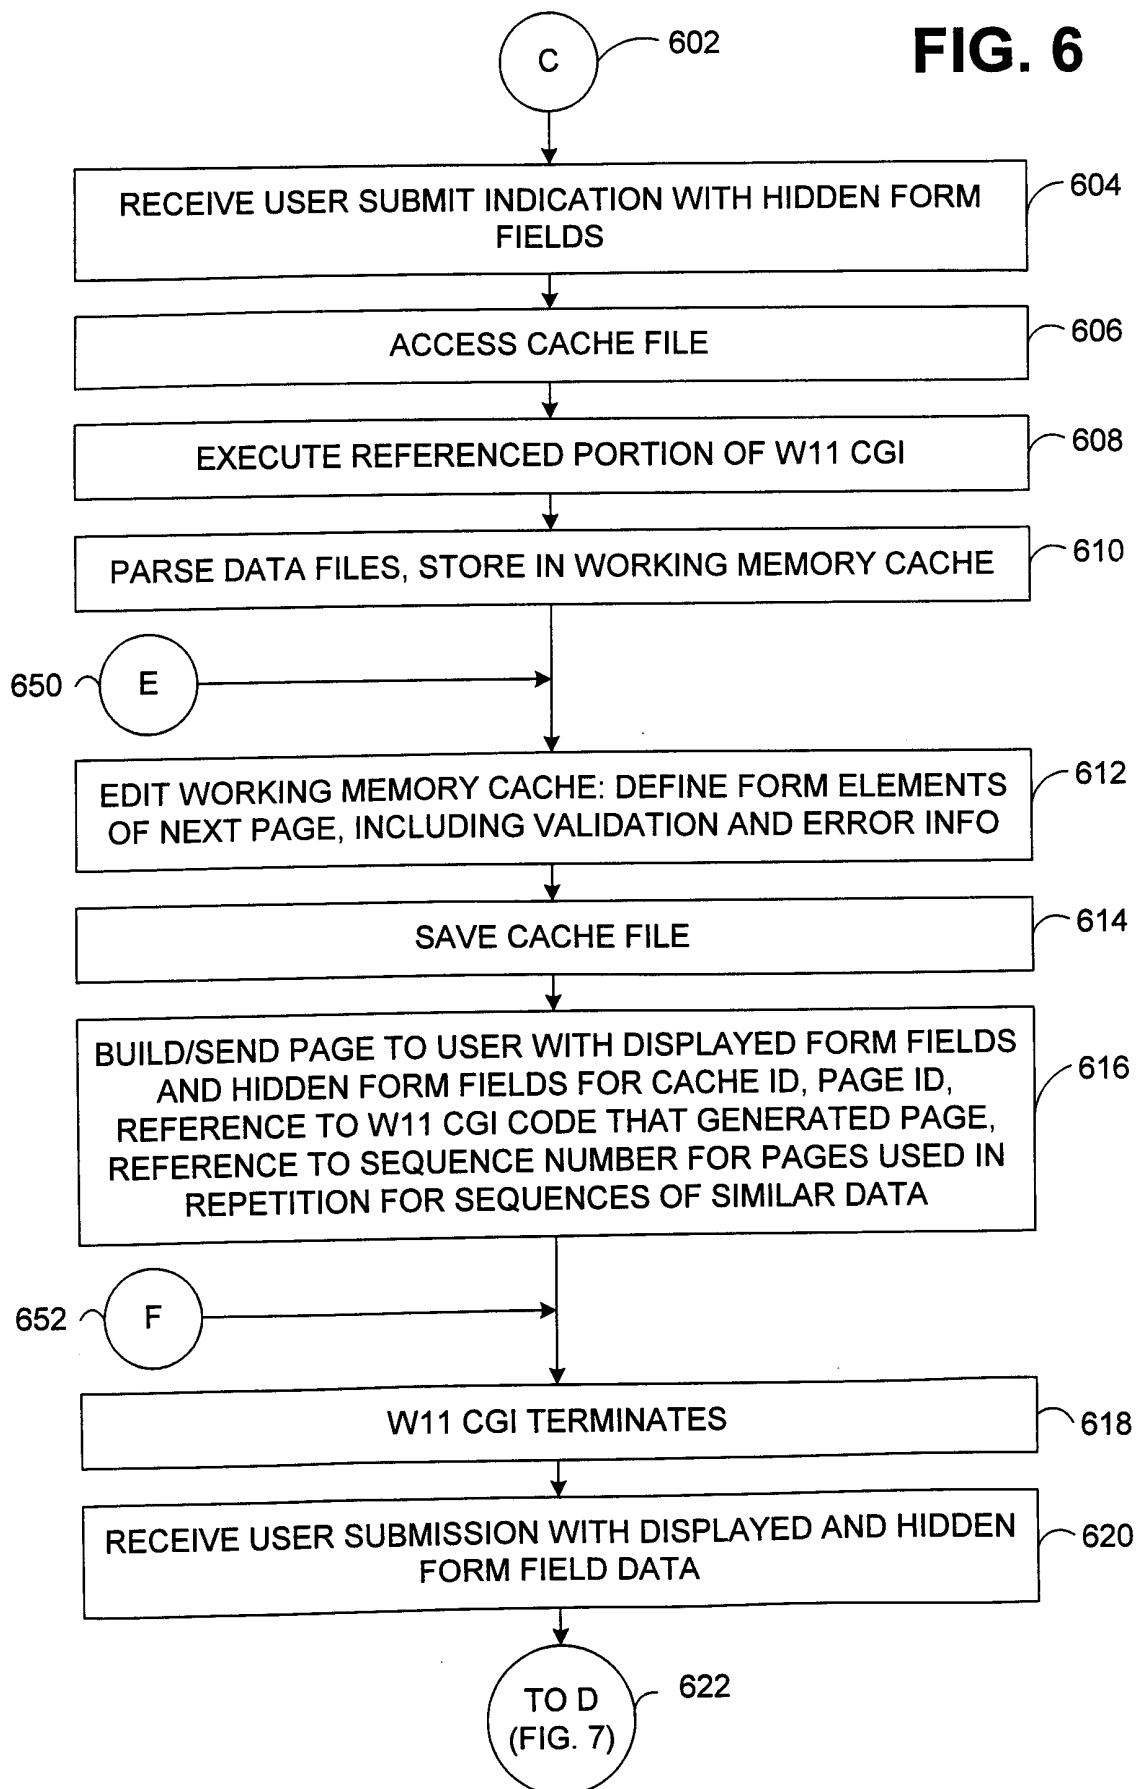 FIG. 6
C
602
RECEIVE USER SUBMIT INDICATION WITH HIDDEN FORM
FIELDS
604
ACCESS CACHE FILE
606
EXECUTE REFERENCED PORTION OF W11 CGI
608
PARSE DATA FILES, STORE IN WORKING MEMORY CACHE
610
650
E
EDIT WORKING MEMORY CACHE: DEFINE FORM ELEMENTS
OF NEXT PAGE, INCLUDING VALIDATION AND ERROR INFO
612
SAVE CACHE FILE
614
BUILD/SEND PAGE TO USER WITH DISPLAYED FORM FIELDS
AND HIDDEN FORM FIELDS FOR CACHE ID, PAGE ID,
REFERENCE TO W11 CGI CODE THAT GENERATED PAGE,
REFERENCE TO SEQUENCE NUMBER FOR PAGES USED IN
REPETITION FOR SEQUENCES OF SIMILAR DATA
616
652
F
W11 CGI TERMINATES
618
RECEIVE USER SUBMISSION WITH DISPLAYED AND HIDDEN
FORM FIELD DATA
620
TO D
(FIG. 7)
622